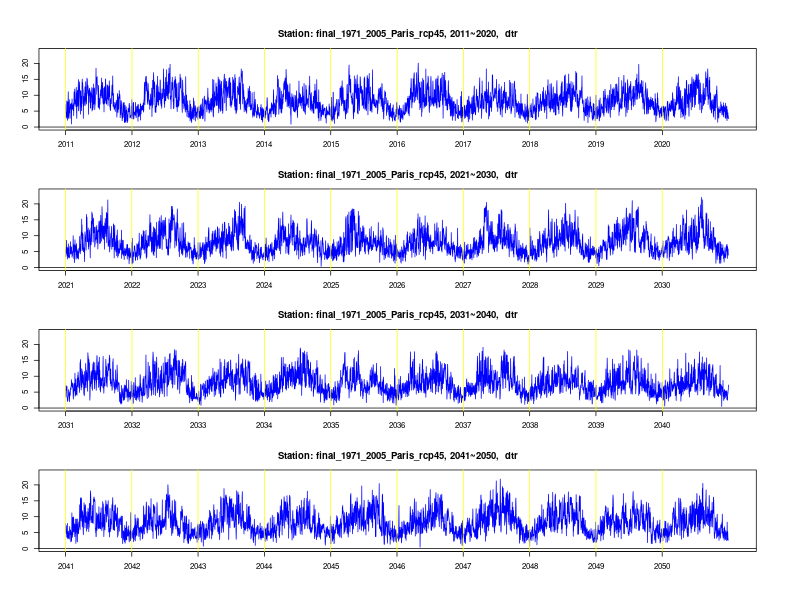 Station: final_1971_2005_Paris_rcp45, 2011~2020, dtr
20
15
10
5
0
2011 2012 2013 2014 2015 2016 2017 2018 2019 2020
Station: final_1971_2005_Paris_rcp45, 2021~2030, dtr
20
15
10
5
0
2021 2022 2023 2024 2025 2026 2027 2028 2029 2030
Station: final_1971_2005_Paris_rcp45, 2031~2040, dtr
20
15
10
5
0
2031 2032 2033 2034 2035 2036 2037 2038 2039 2040
Station: final_1971_2005_Paris_rcp45, 2041~2050, dtr
20
15
10
5
0
2041 2042 2043 2044 2045 2046 2047 2048 2049 2050